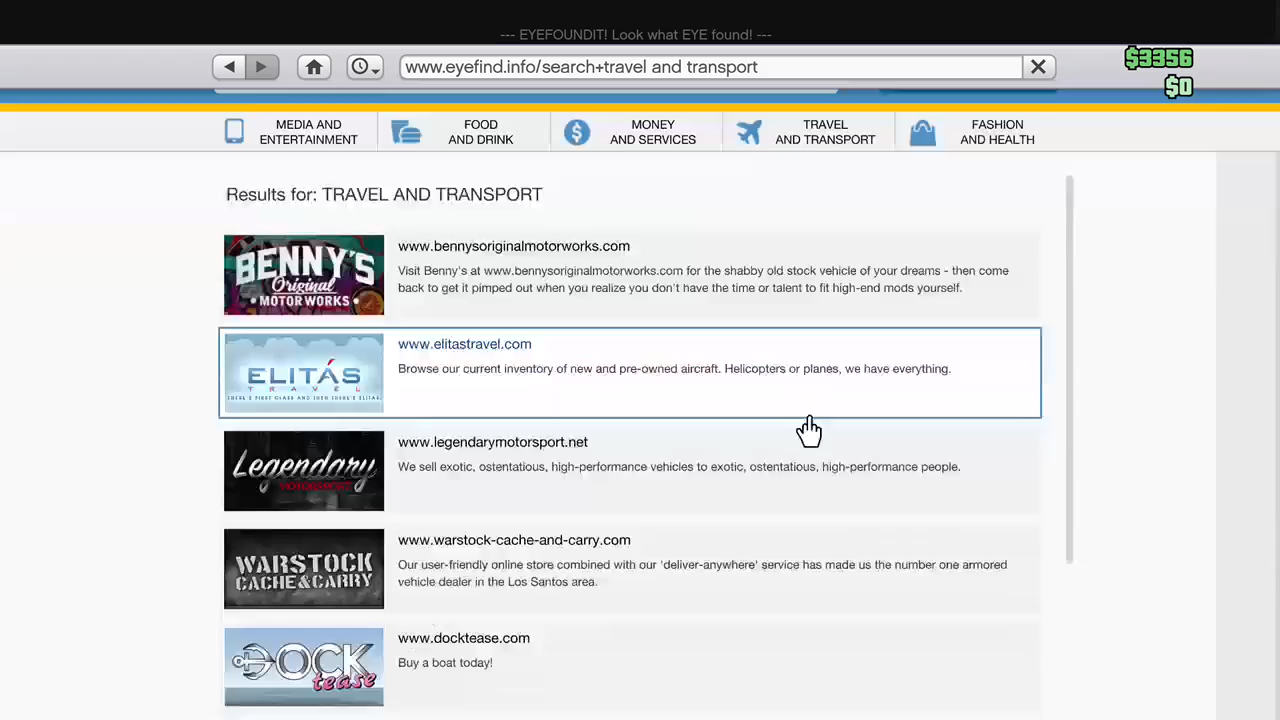 --- EYEFOUNDIT! Look what EYE found! ---
www.eyefind.info/search+travel and transport
$3356
$0
MEDIA AND
ENTERTAINMENT
FOOD
AND DRINK
MONEY
AND SERVICES
TRAVEL
AND TRANSPORT
FASHION
AND HEALTH
Results for: TRAVEL AND TRANSPORT
BENNY'S
Original
MOTOR WORKS
www.bennysoriginalmotorworks.com
Visit Benny's at www.bennysoriginalmotorworks.com for the shabby old stock vehicle of your dreams - then come
back to get it pimped out when you realize you don't have the time or talent to fit high-end mods yourself.
ELITÁS
TRAVEL
THERE'S FIRST CLASS AND THEN THERE'S ELITÁS
www.elitastravel.com
Browse our current inventory of new and pre-owned aircraft. Helicopters or planes, we have everything.
Legendary
MOTORSPORT
www.legendarymotorsport.net
We sell exotic, ostentatious, high-performance vehicles to exotic, ostentatious, high-performance people.
WARSTOCK
CACHE&CARRY
www.warstock-cache-and-carry.com
Our user-friendly online store combined with our 'deliver-anywhere' service has made us the number one armored
vehicle dealer in the Los Santos area.
DOCK
tease
www.docktease.com
Buy a boat today!